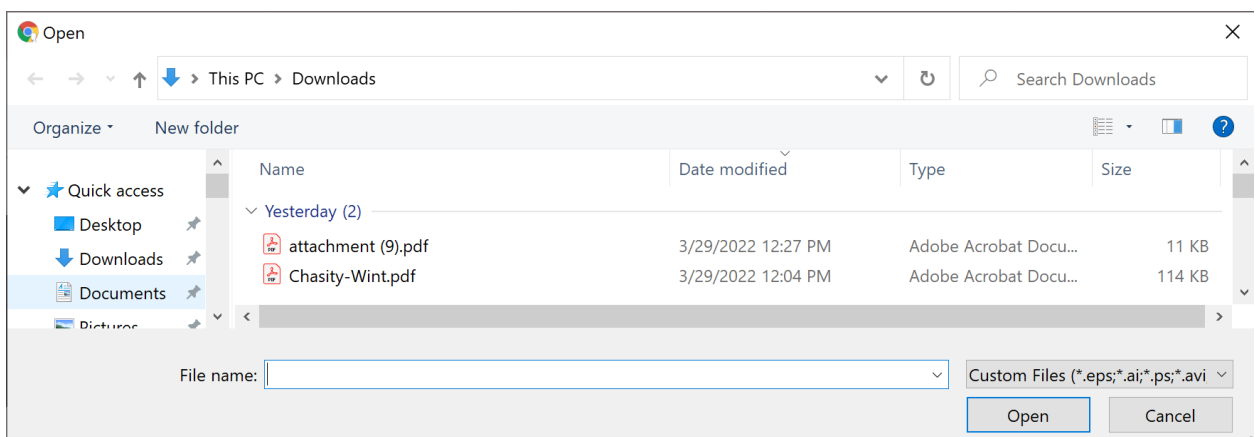 Open
This PC > Downloads
Search Downloads
Organize New folder
?
Name Date modified Type Size
Quick access
Yesterday (2)
Desktop
attachment (9).pdf 3/29/2022 12:27 PM Adobe Acrobat Docu... 11 KB
Downloads
Chasity-Wint.pdf 3/29/2022 12:04 PM Adobe Acrobat Docu... 114 KB
Documents
Pictures
File name: Custom Files (*.eps;*.ai;*.ps;*.avi
Open Cancel